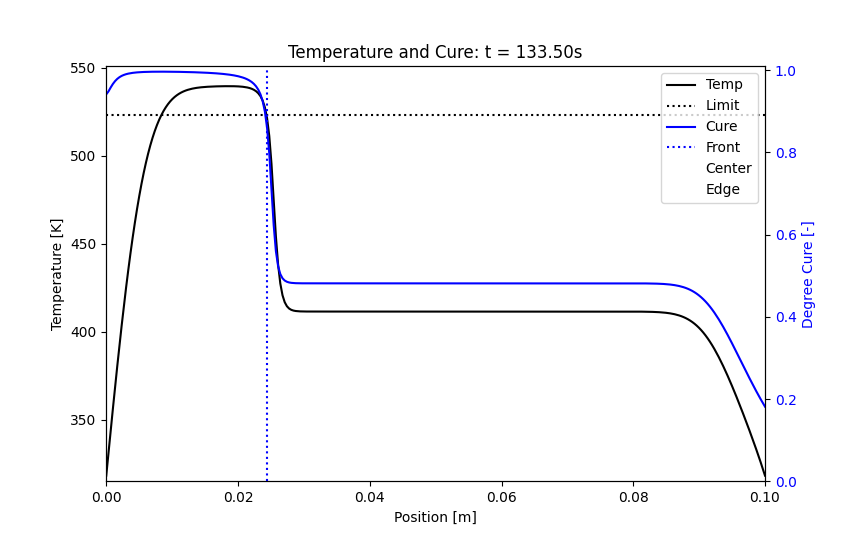 Temperature and Cure: t = 133.50s
550
500
450
400
350
Temperature [K]
1.0
0.8
0.6
0.4
0.2
0.0
Degree Cure [-]
Temp
Limit
Cure
Front
Center
Edge
0.00
0.02
0.04
0.06
0.08
0.10
Position [m]